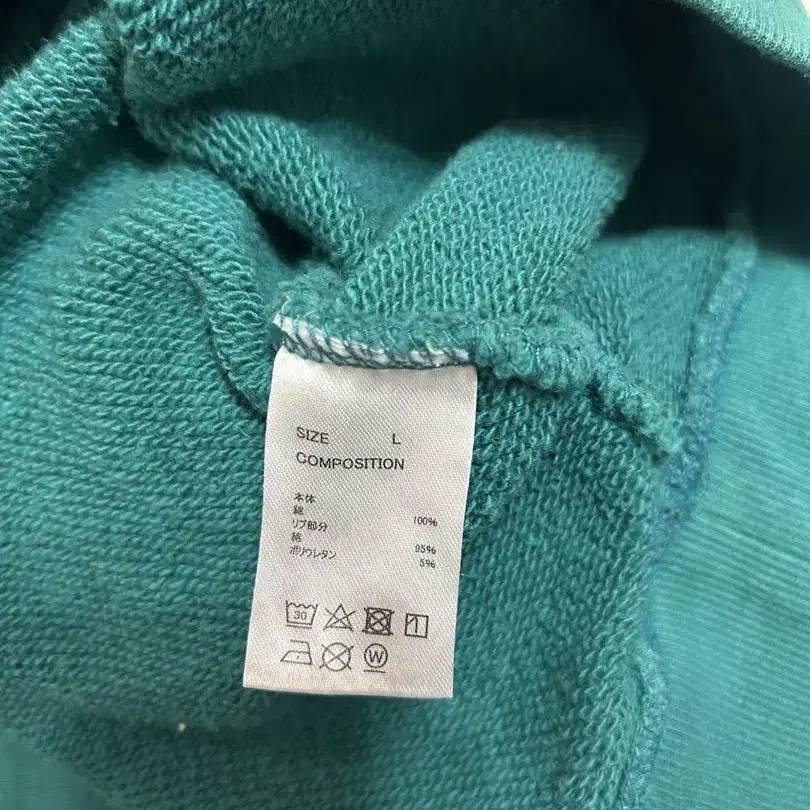 SIZE L
COMPOSITION
本体
綿 100%
リブ部分
綿 95%
ポリウレタン 5%
30
W